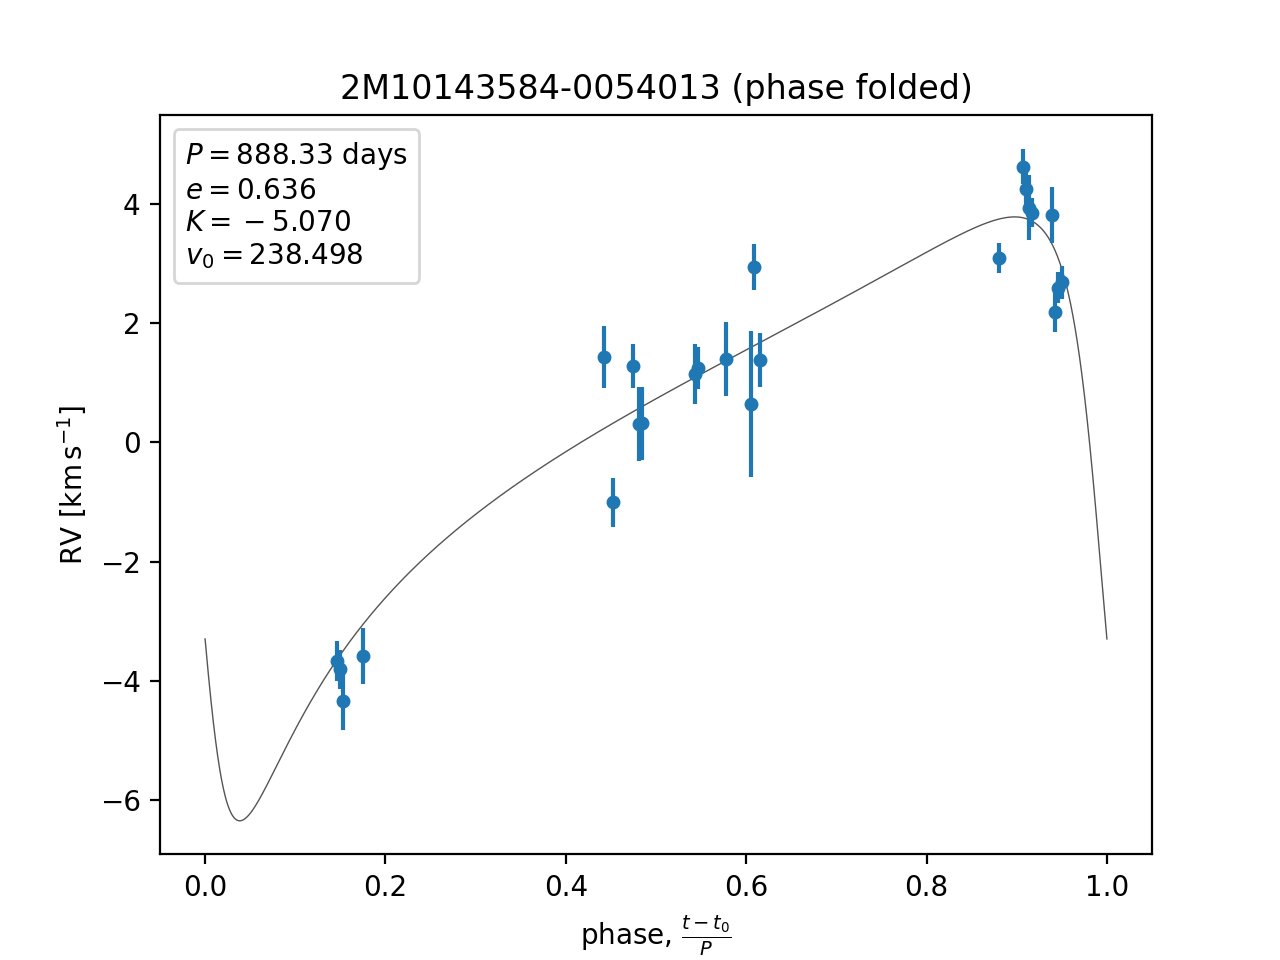 2M10143584-0054013 (phase folded)
P = 888.33 days
e = 0.636
K = −5.070
v₀ = 238.498
4
2
0
−2
−4
−6
RV [km s⁻¹]
0.0 0.2 0.4 0.6 0.8 1.0
phase, (t − t₀)/P